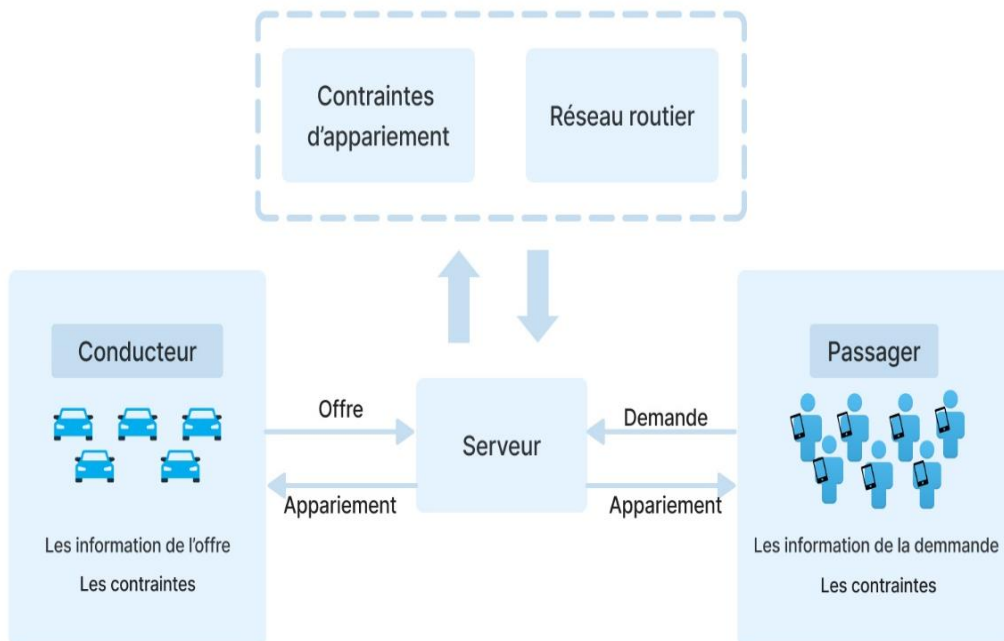 Contraintes
d'appariement
Réseau routier
Conducteur
Passager
Offre
Demande
Serveur
Appariement
Appariement
Les information de l'offre
Les contraintes
Les information de la demmande
Les contraintes